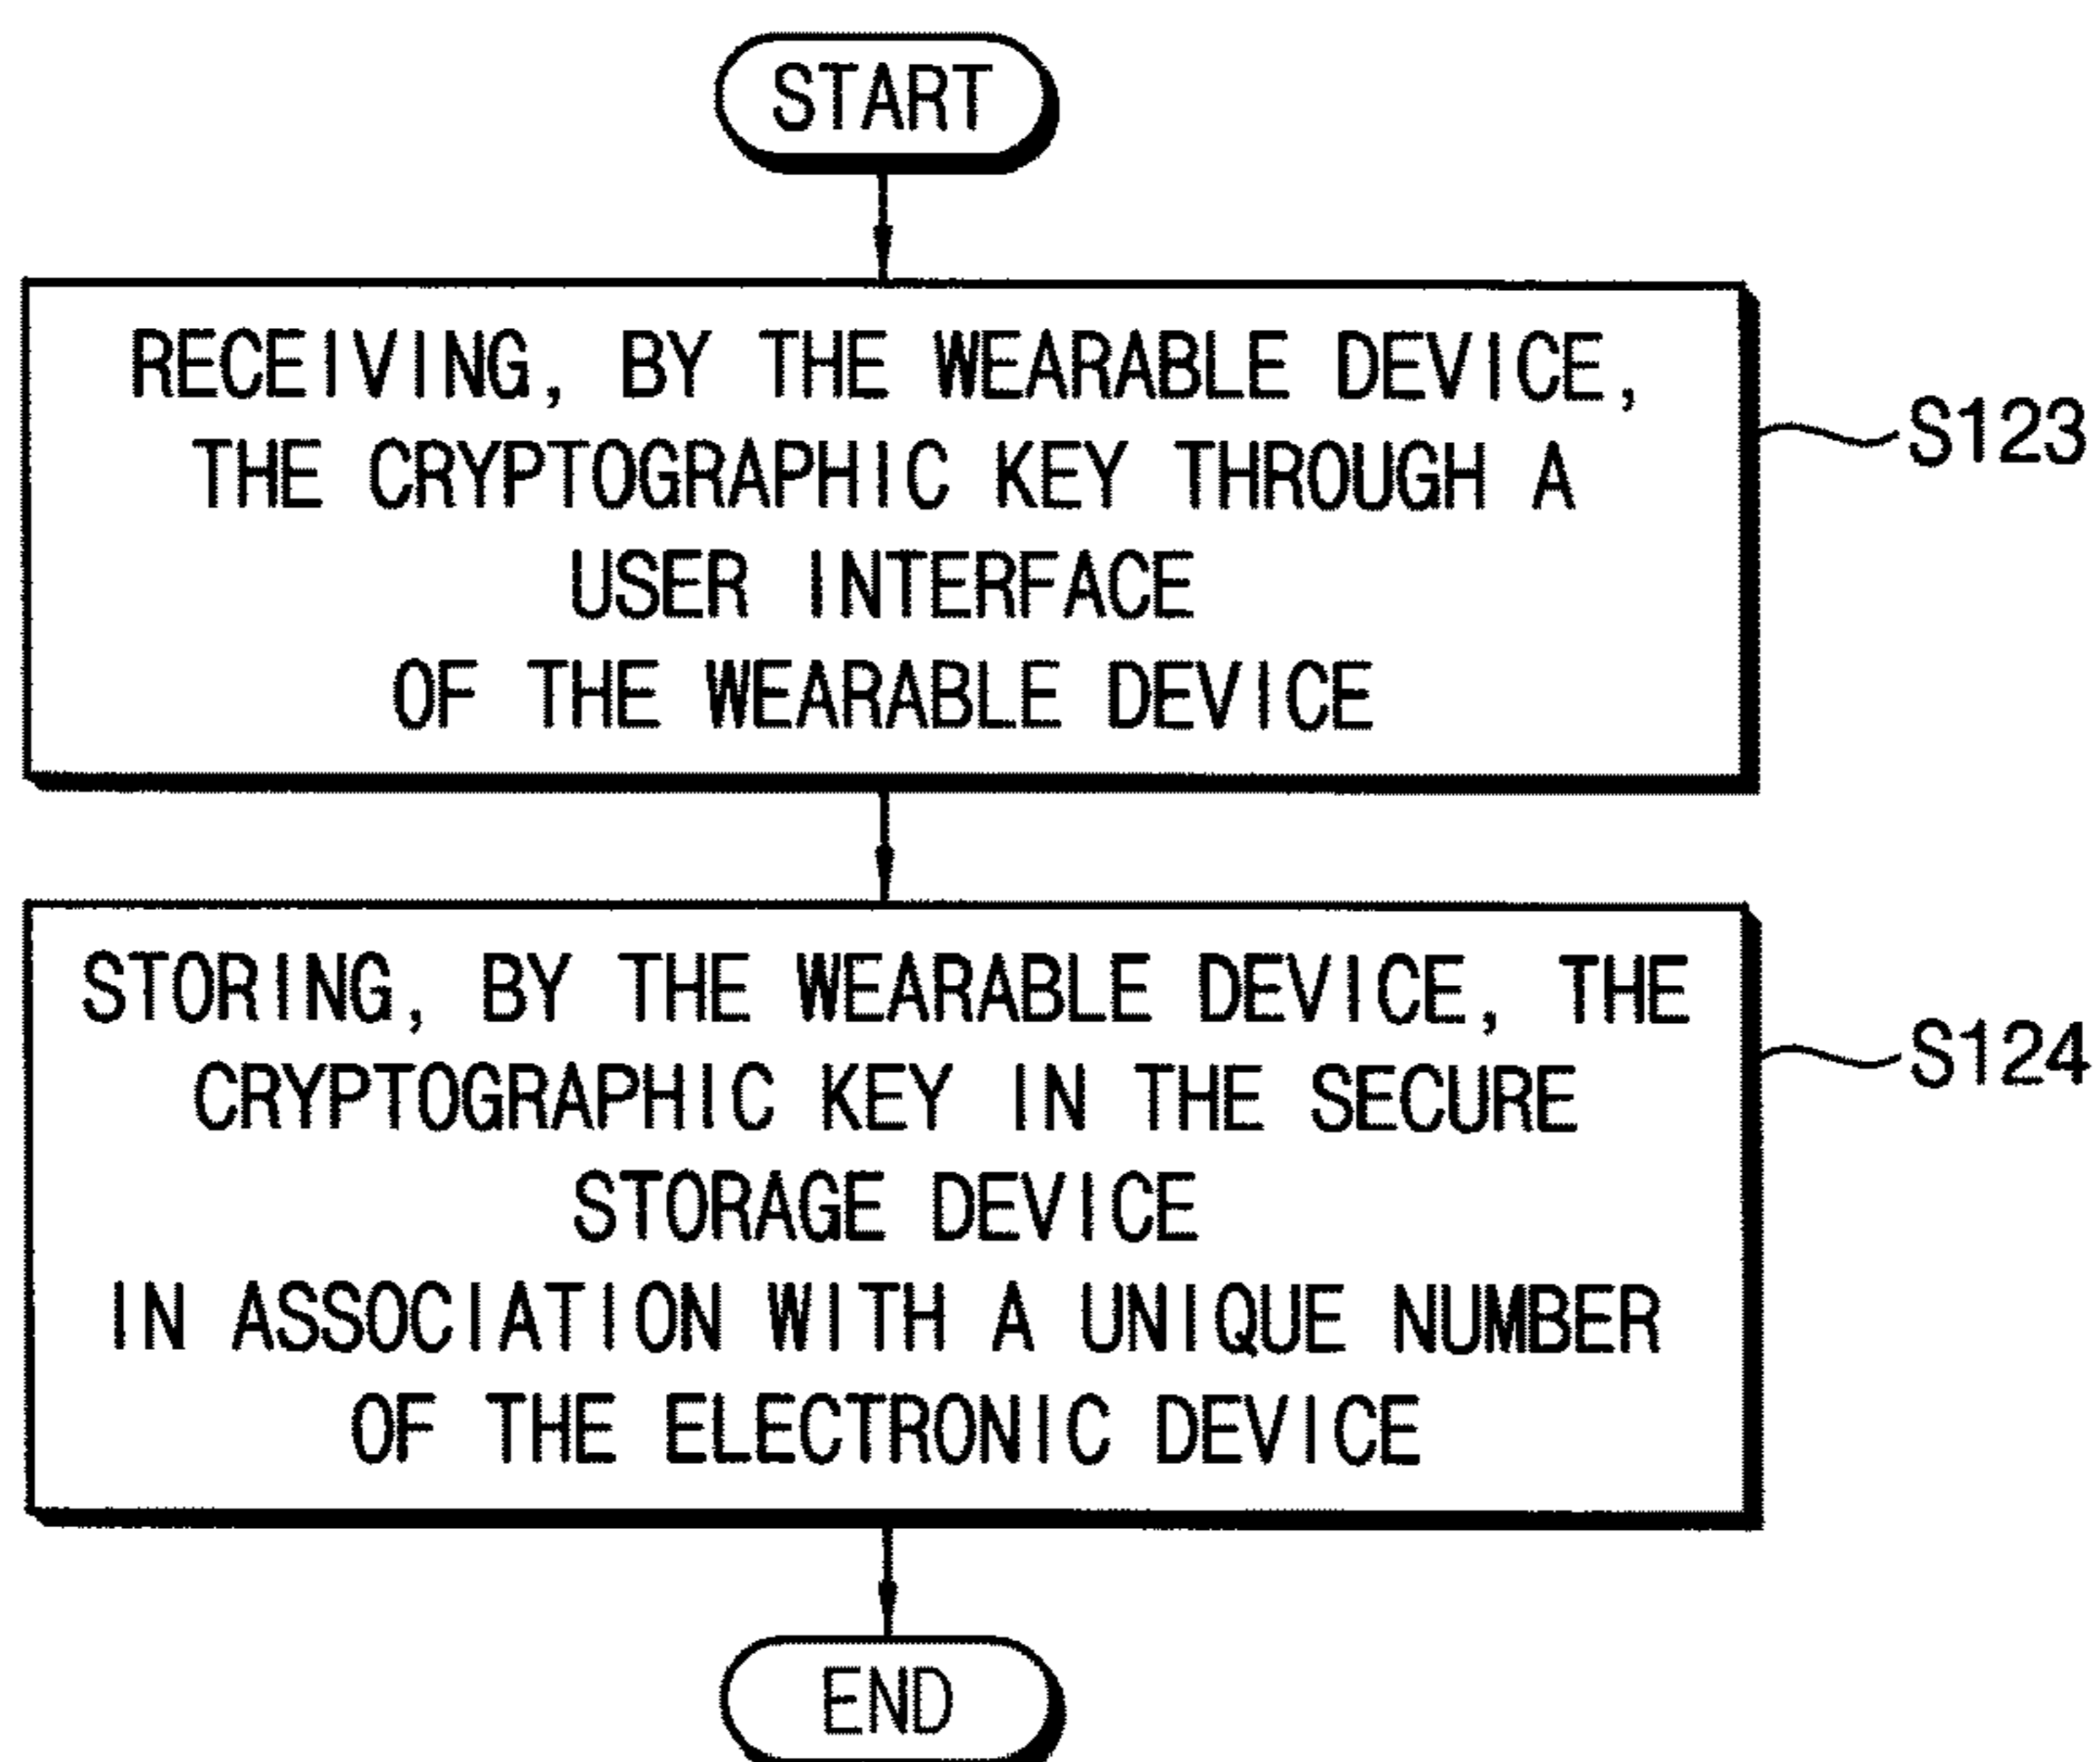 START
RECEIVING, BY THE WEARABLE DEVICE,
THE CRYPTOGRAPHIC KEY THROUGH A
USER INTERFACE
OF THE WEARABLE DEVICE
S123
STORING, BY THE WEARABLE DEVICE, THE
CRYPTOGRAPHIC KEY IN THE SECURE
STORAGE DEVICE
IN ASSOCIATION WITH A UNIQUE NUMBER
OF THE ELECTRONIC DEVICE
S124
END